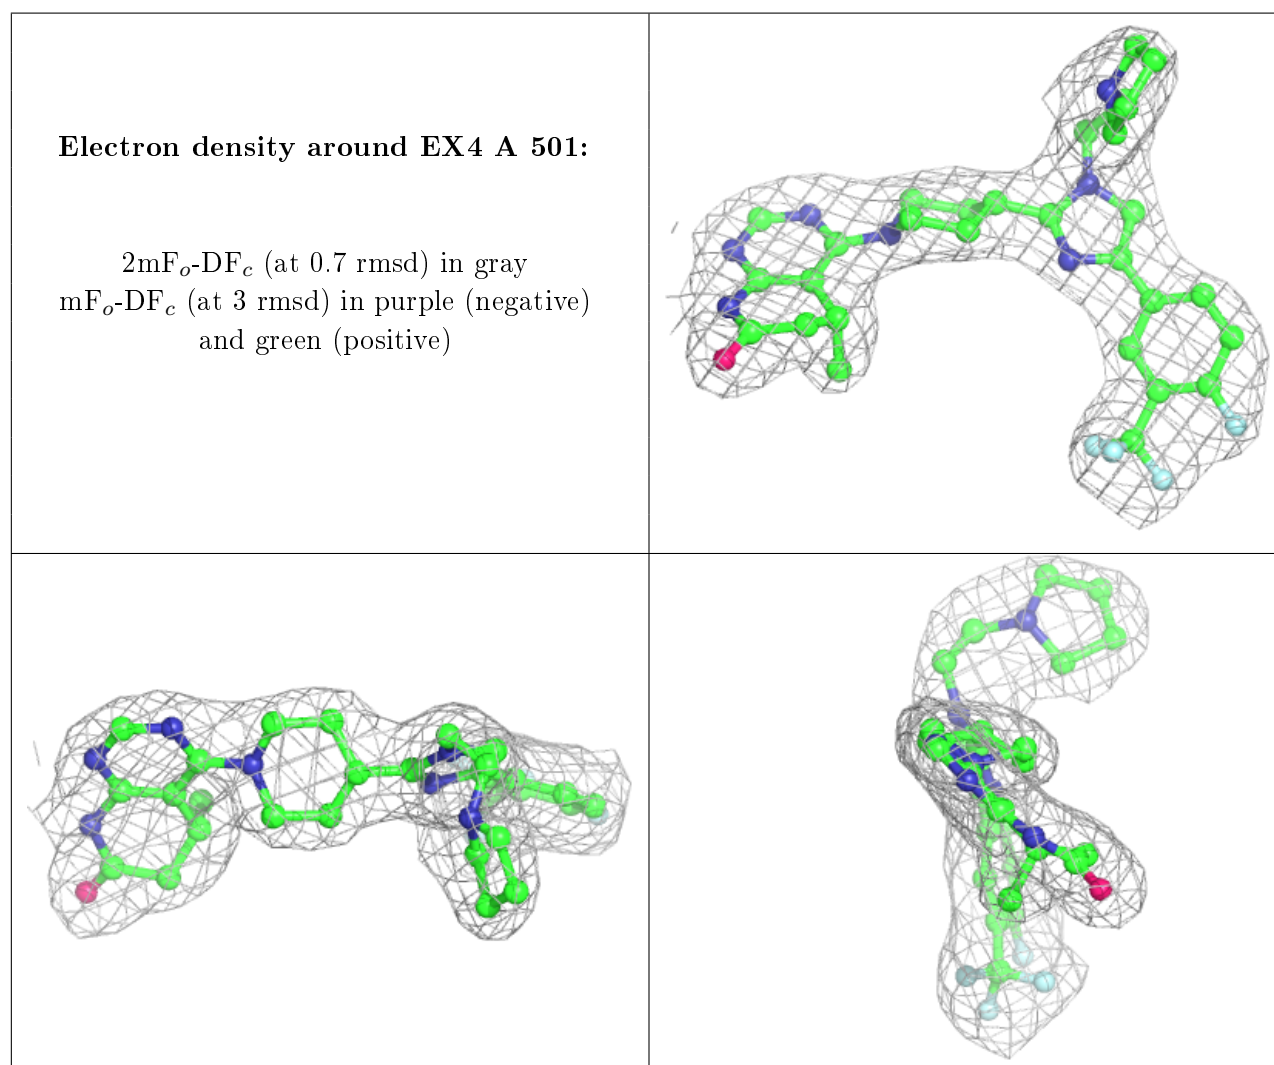 Electron density around EX4 A 501:
2mFo-DFc (at 0.7 rmsd) in gray
mFo-DFc (at 3 rmsd) in purple (negative)
and green (positive)